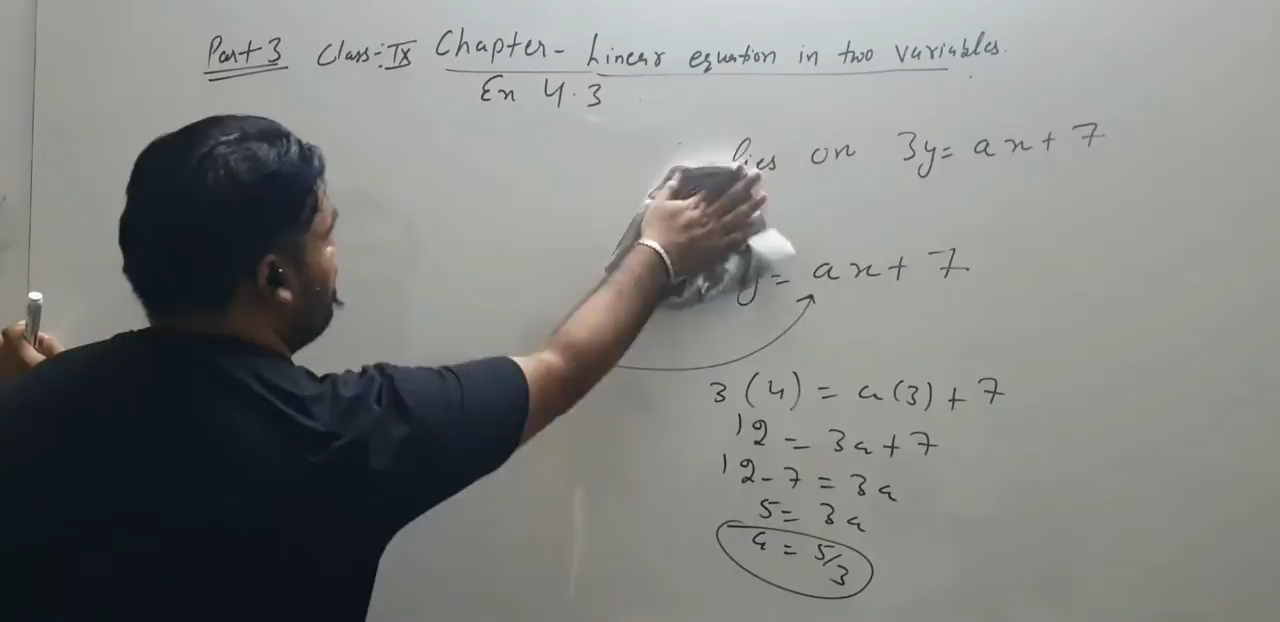 Part 3 Class:- IX Chapter - Linear equation in two variables.
Ex 4.3
lies on 3y = ax + 7
y = ax + 7
3 (4) = a(3) + 7
12 = 3a + 7
12 - 7 = 3a
5 = 3a
a = 5/3